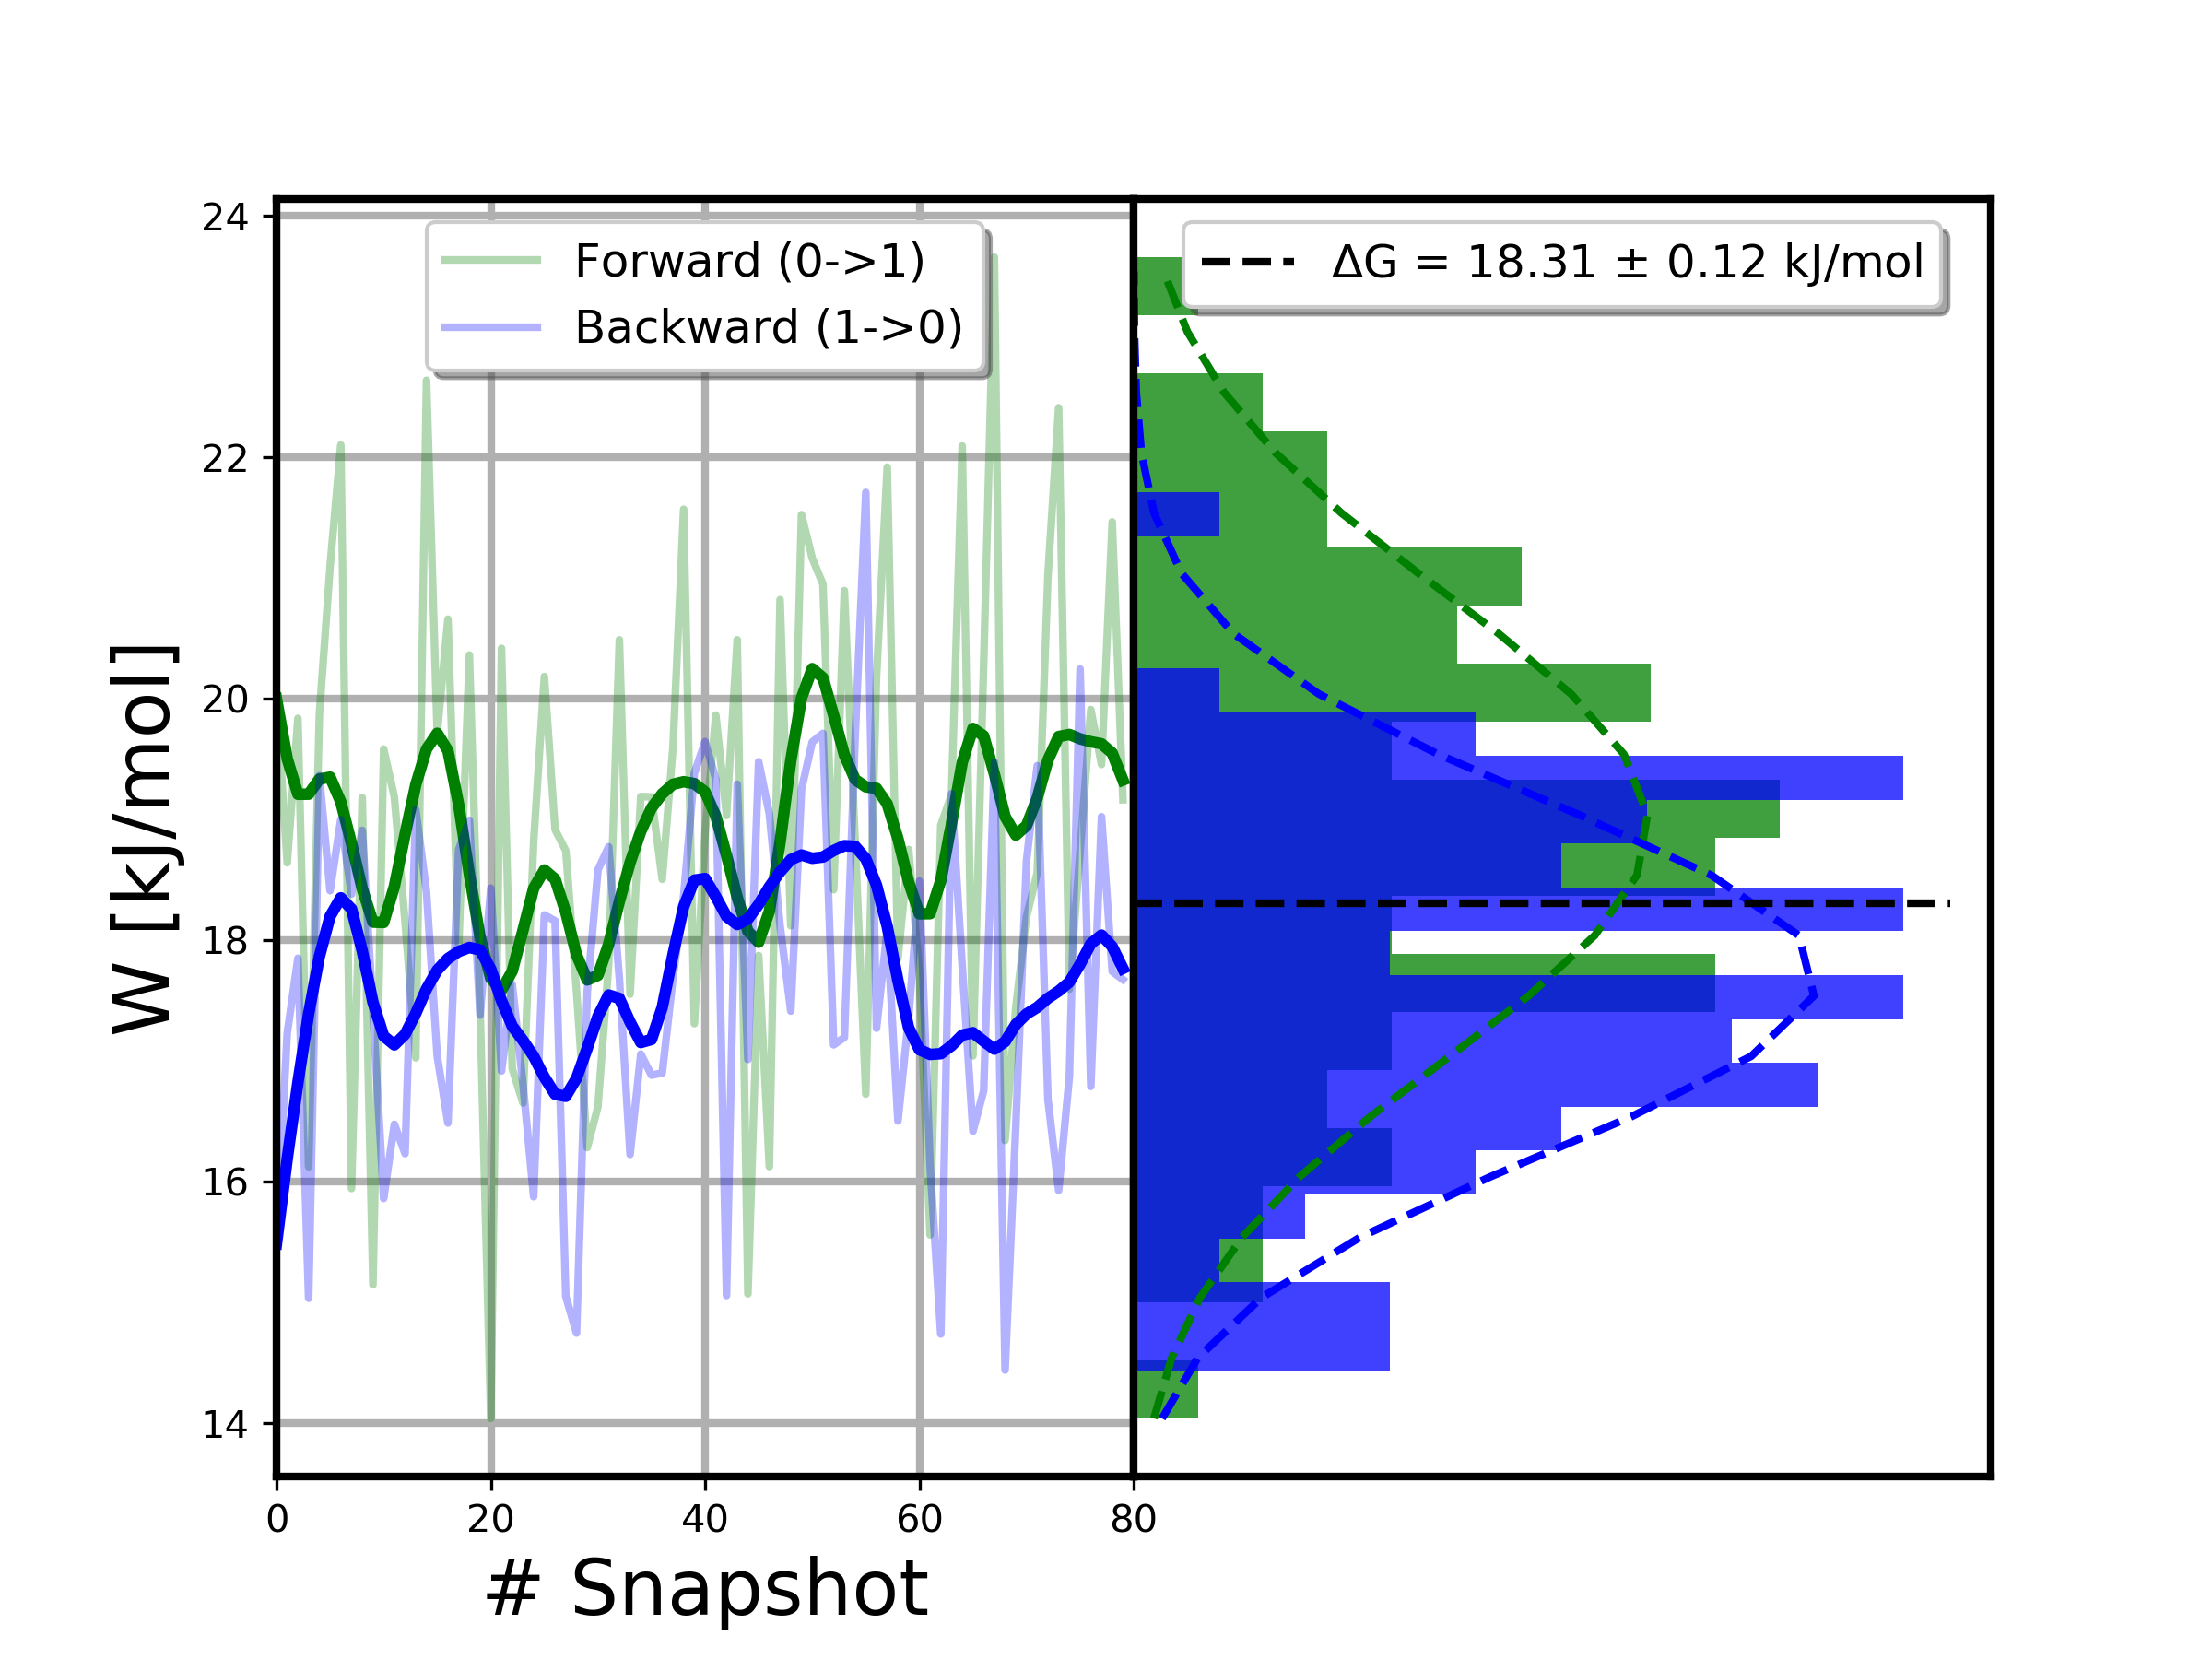 24
22
20
18
16
14
W [kJ/mol]
Forward (0->1)
Backward (1->0)
ΔG = 18.31 ± 0.12 kJ/mol
0 20 40 60 80
# Snapshot